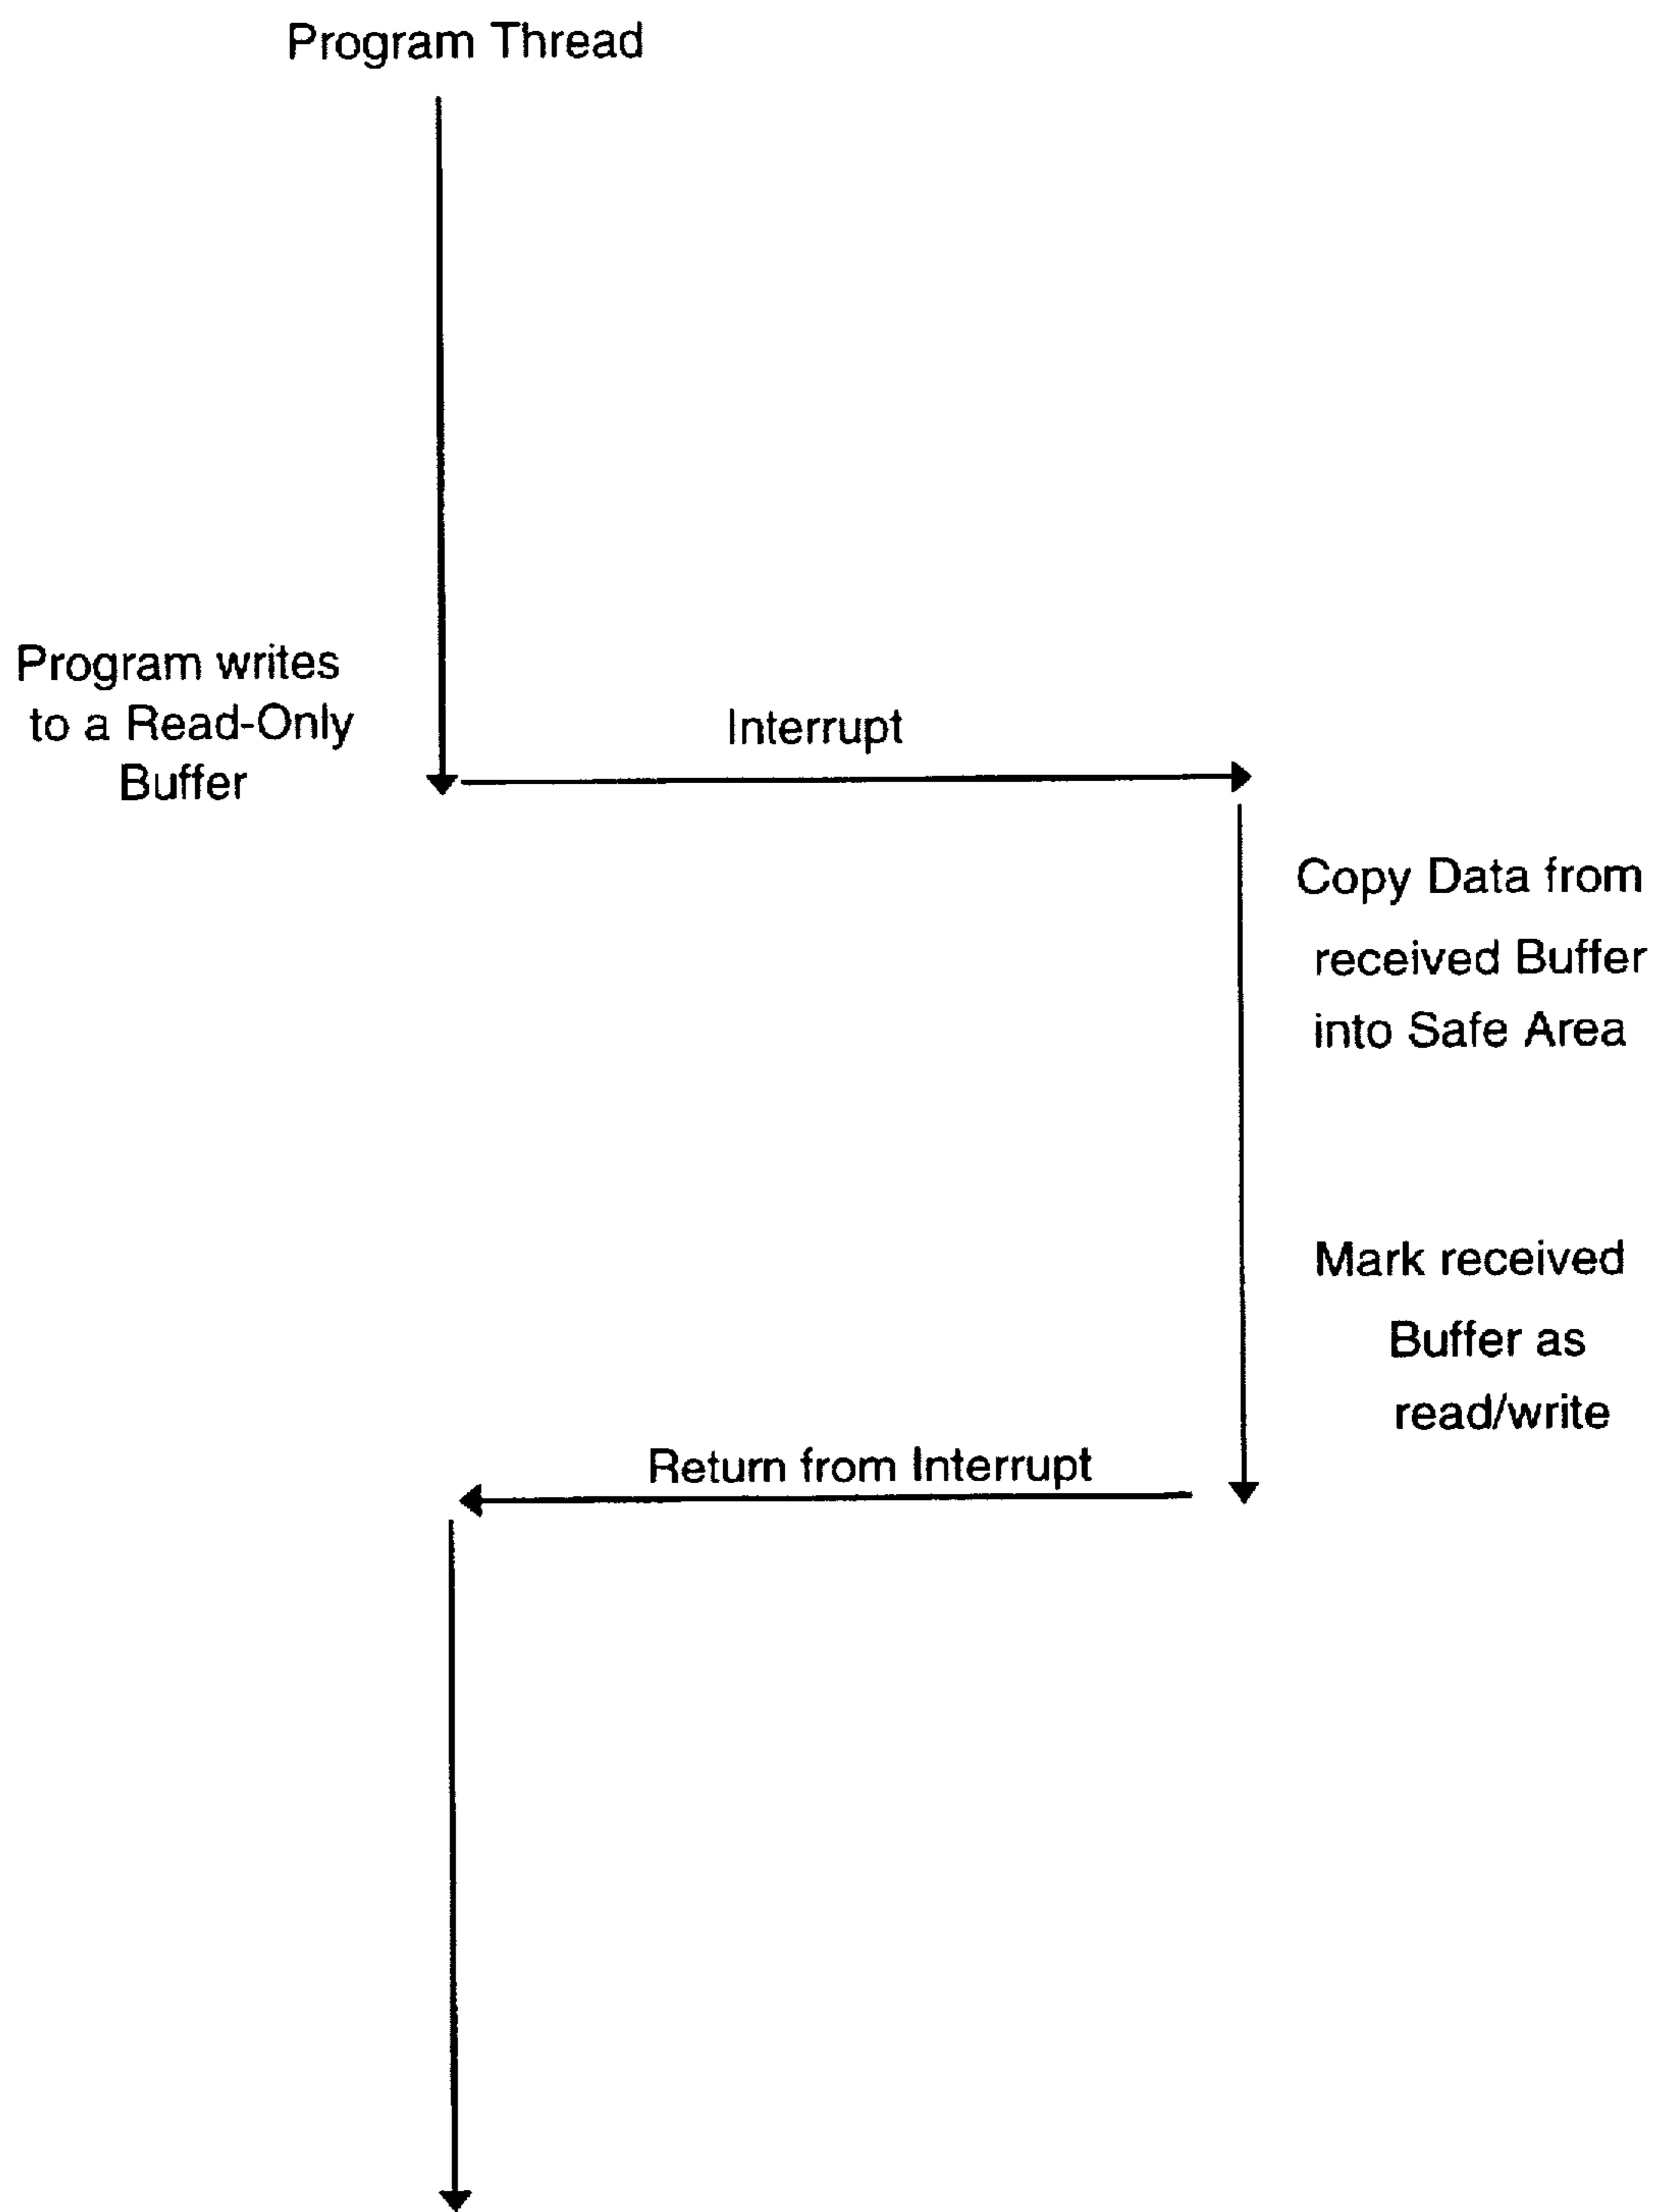 Program Thread
Program writes
to a Read-Only
Buffer
Interrupt
Copy Data from
received Buffer
into Safe Area
Mark received
Buffer as
read/write
Return from Interrupt